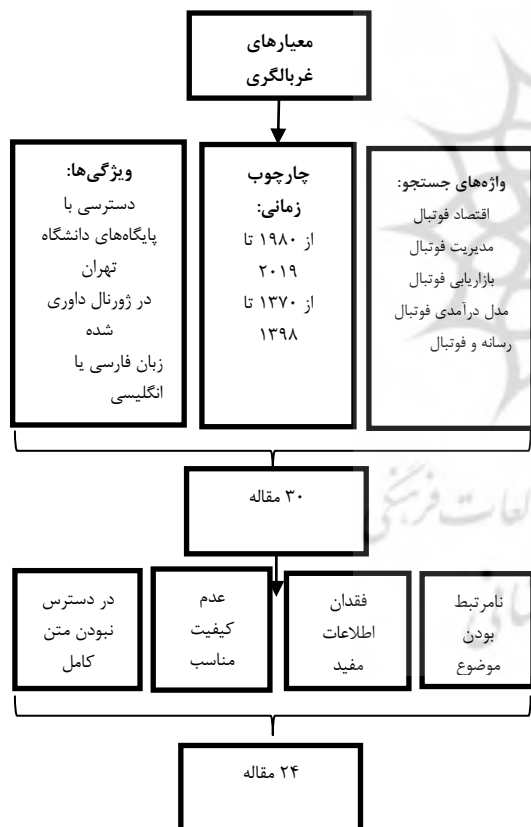 معیارهای
غربالگری
واژه‌های جستجو:
اقتصاد فوتبال
مدیریت فوتبال
بازاریابی فوتبال
مدل درآمدی فوتبال
رسانه و فوتبال
چارچوب
زمانی:
از ۱۹۸۰ تا
۲۰۱۹
از ۱۳۷۰ تا
۱۳۹۸
ویژگی‌ها:
دسترسی با
پایگاه‌های دانشگاه
تهران
در ژورنال داوری
شده
زبان فارسی یا
انگلیسی
۳۰ مقاله
نامرتبط
بودن
موضوع
فقدان
اطلاعات
مفید
عدم
کیفیت
مناسب
در دسترس
نبودن متن
کامل
۲۴ مقاله